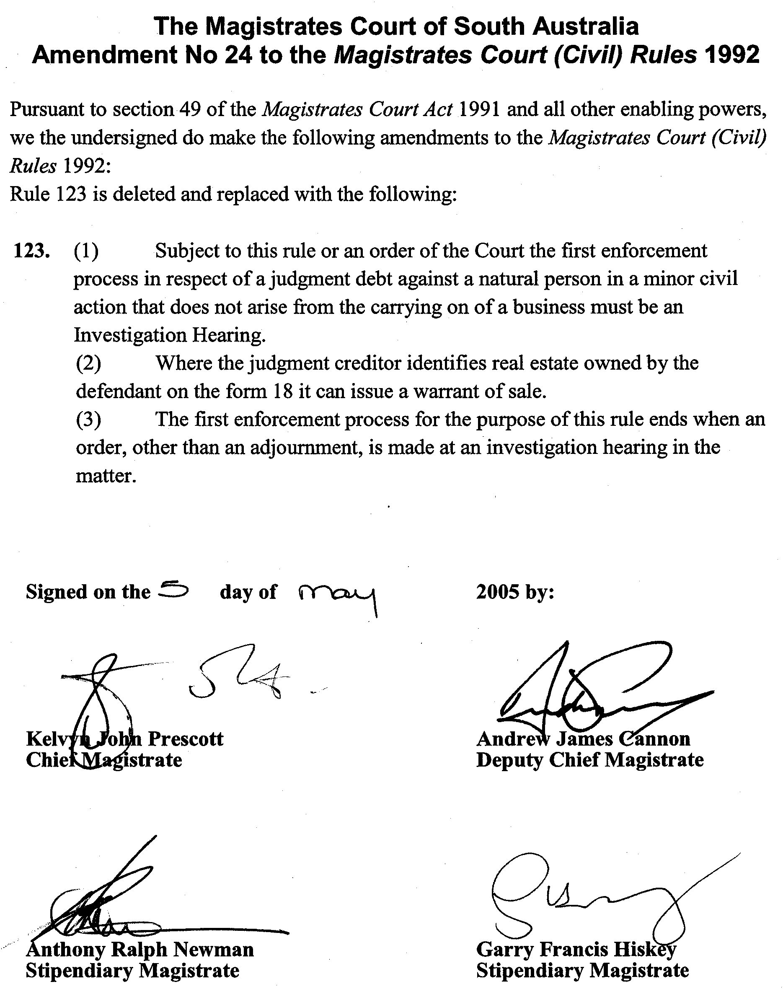 The Magistrates Court of South Australia
Amendment No 24 to the Magistrates Court (Civil) Rules 1992
Pursuant to section 49 of the Magistrates Court Act 1991 and all other enabling powers,
we the undersigned do make the following amendments to the Magistrates Court (Civil)
Rules 1992:
Rule 123 is deleted and replaced with the following:
123. (1) Subject to this rule or an order of the Court the first enforcement
process in respect of a judgment debt against a natural person in a minor civil
action that does not arise from the carrying on of a business must be an
Investigation Hearing.
(2) Where the judgment creditor identifies real estate owned by the
defendant on the form 18 it can issue a warrant of sale.
(3) The first enforcement process for the purpose of this rule ends when an
order, other than an adjournment, is made at an investigation hearing in the
matter.
Signed on the 5 day of may 2005 by:
Kelvyn John Prescott
Chief Magistrate
Andrew James Cannon
Deputy Chief Magistrate
Anthony Ralph Newman
Stipendiary Magistrate
Garry Francis Hiskey
Stipendiary Magistrate